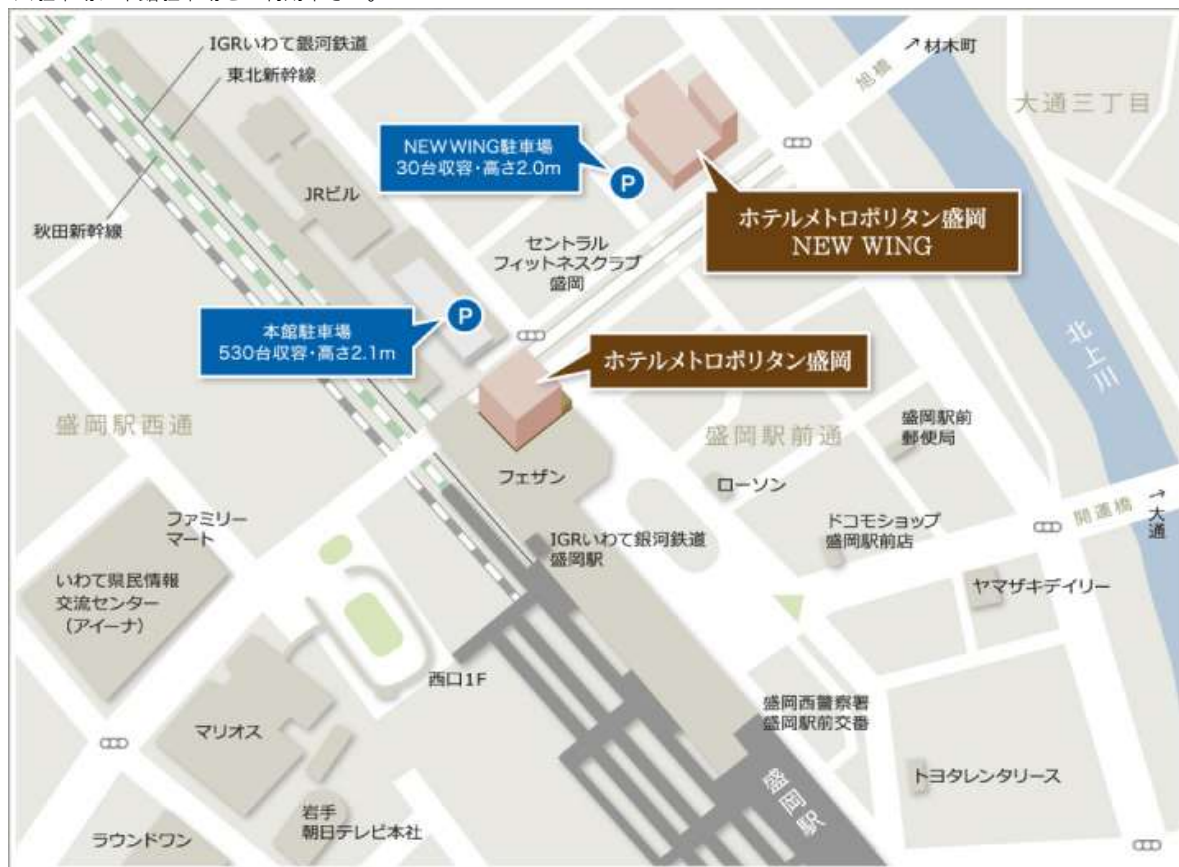 IGRいわて銀河鉄道
東北新幹線
↗材木町
旭橋
大通三丁目
NEW WING駐車場
30台収容・高さ2.0m
P
JRビル
秋田新幹線
ホテルメトロポリタン盛岡
NEW WING
セントラル
フィットネスクラブ
盛岡
本館駐車場
530台収容・高さ2.1m
P
ホテルメトロポリタン盛岡
北上川
盛岡駅西通
盛岡駅前通
盛岡駅前
郵便局
フェザン
ローソン
ファミリー
マート
IGRいわて銀河鉄道
盛岡駅
ドコモショップ
盛岡駅前店
開運橋
→大通
いわて県民情報
交流センター
(アイーナ)
ヤマザキデイリー
西口1F
マリオス
盛岡西警察署
盛岡駅前交番
盛岡駅
トヨタレンタリース
岩手
朝日テレビ本社
ラウンドワン